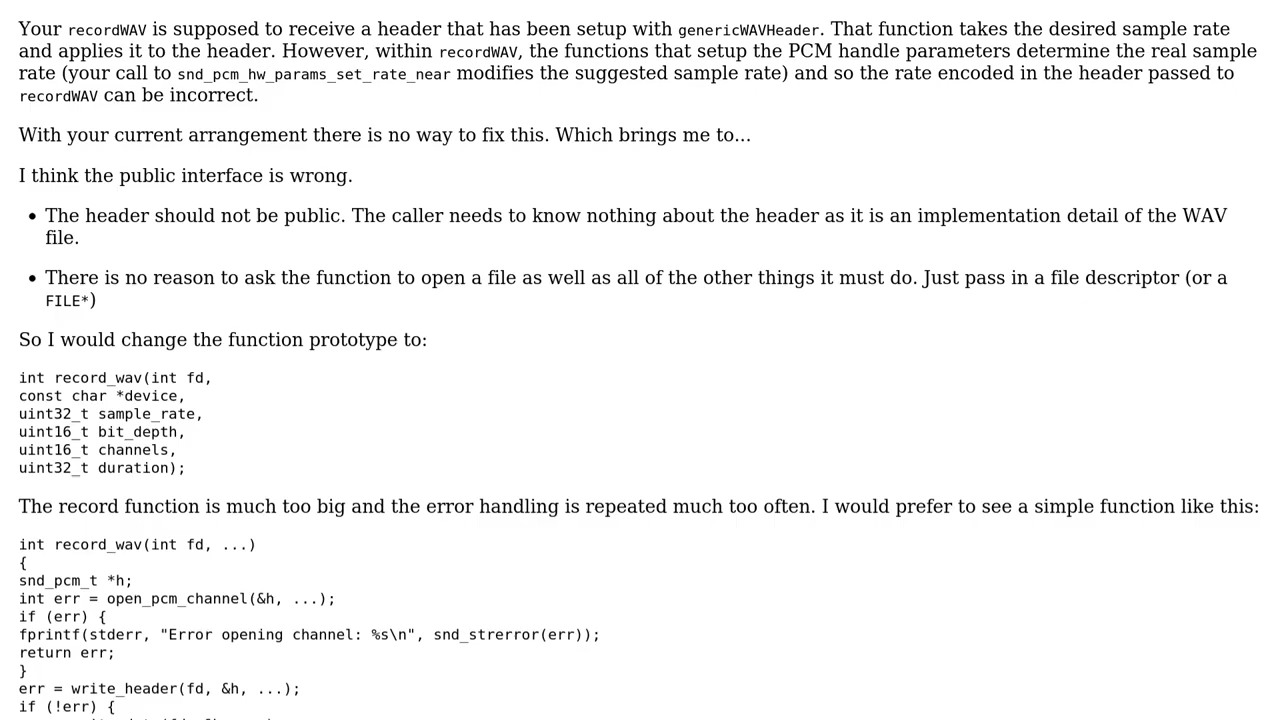 Your recordWAV is supposed to receive a header that has been setup with genericWAVHeader. That function takes the desired sample rate
and applies it to the header. However, within recordWAV, the functions that setup the PCM handle parameters determine the real sample
rate (your call to snd_pcm_hw_params_set_rate_near modifies the suggested sample rate) and so the rate encoded in the header passed to
recordWAV can be incorrect.
With your current arrangement there is no way to fix this. Which brings me to...
I think the public interface is wrong.
• The header should not be public. The caller needs to know nothing about the header as it is an implementation detail of the WAV
file.
• There is no reason to ask the function to open a file as well as all of the other things it must do. Just pass in a file descriptor (or a
FILE*)
So I would change the function prototype to:
int record_wav(int fd,
const char *device,
uint32_t sample_rate,
uint16_t bit_depth,
uint16_t channels,
uint32_t duration);
The record function is much too big and the error handling is repeated much too often. I would prefer to see a simple function like this:
int record_wav(int fd, ...)
{
snd_pcm_t *h;
int err = open_pcm_channel(&h, ...);
if (err) {
fprintf(stderr, "Error opening channel: %s\n", snd_strerror(err));
return err;
}
err = write_header(fd, &h, ...);
if (!err) {